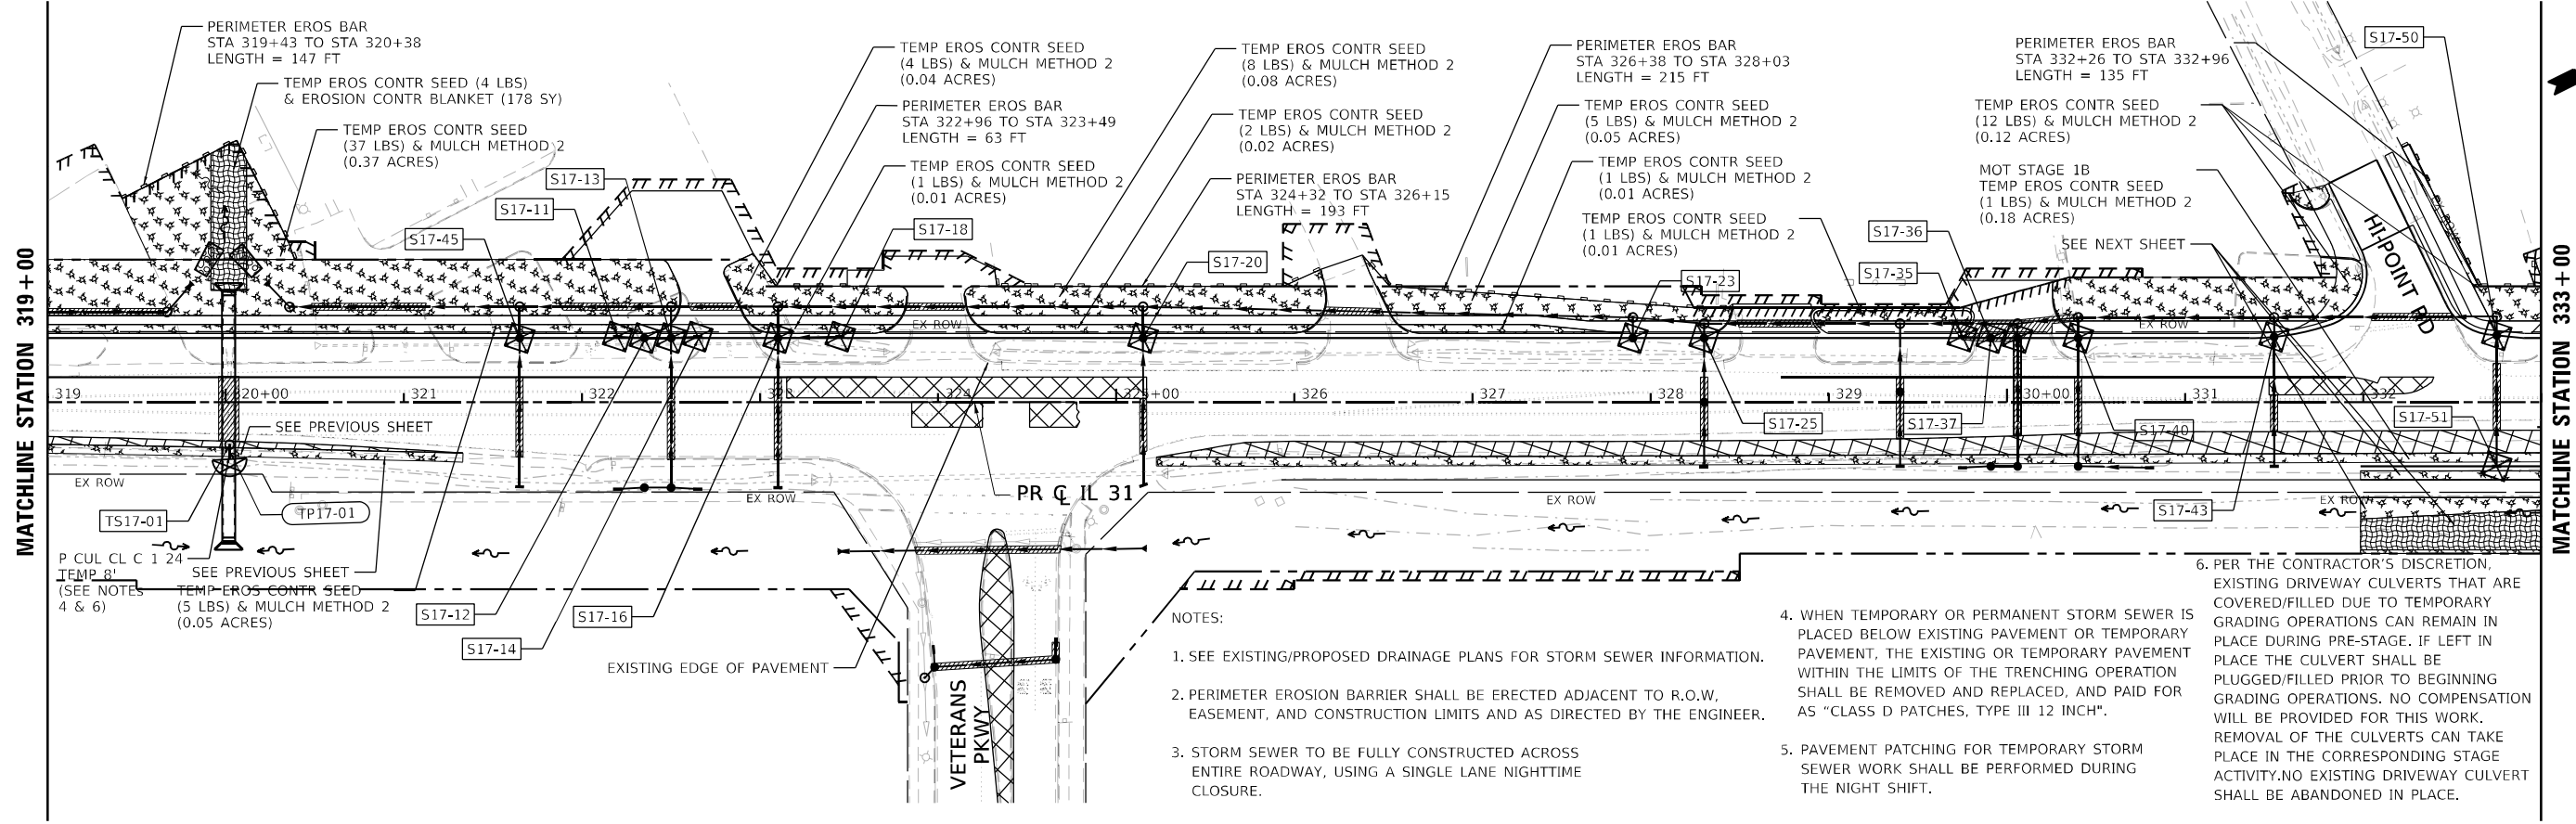 PERIMETER EROS BAR
STA 319+43 TO STA 320+38
LENGTH = 147 FT
TEMP EROS CONTR SEED (4 LBS)
& EROSION CONTR BLANKET (178 SY)
TEMP EROS CONTR SEED
(37 LBS) & MULCH METHOD 2
(0.37 ACRES)
S17-13
S17-11
S17-45
TEMP EROS CONTR SEED
(4 LBS) & MULCH METHOD 2
(0.04 ACRES)
PERIMETER EROS BAR
STA 322+96 TO STA 323+49
LENGTH = 63 FT
TEMP EROS CONTR SEED
(1 LBS) & MULCH METHOD 2
(0.01 ACRES)
S17-18
TEMP EROS CONTR SEED
(8 LBS) & MULCH METHOD 2
(0.08 ACRES)
TEMP EROS CONTR SEED
(2 LBS) & MULCH METHOD 2
(0.02 ACRES)
PERIMETER EROS BAR
STA 324+32 TO STA 326+15
LENGTH = 193 FT
S17-20
PERIMETER EROS BAR
STA 326+38 TO STA 328+03
LENGTH = 215 FT
TEMP EROS CONTR SEED
(5 LBS) & MULCH METHOD 2
(0.05 ACRES)
TEMP EROS CONTR SEED
(1 LBS) & MULCH METHOD 2
(0.01 ACRES)
TEMP EROS CONTR SEED
(1 LBS) & MULCH METHOD 2
(0.01 ACRES)
S17-23
S17-36
S17-35
PERIMETER EROS BAR
STA 332+26 TO STA 332+96
LENGTH = 135 FT
TEMP EROS CONTR SEED
(12 LBS) & MULCH METHOD 2
(0.12 ACRES)
MOT STAGE 1B
TEMP EROS CONTR SEED
(1 LBS) & MULCH METHOD 2
(0.18 ACRES)
SEE NEXT SHEET
S17-50
HI-POINT RD
EX ROW
EX ROW
EX ROW
MATCHLINE STATION 319+00
MATCHLINE STATION 333+00
319
320+00
321
322
323
324
325+00
326
327
328
329
330+00
331
332
SEE PREVIOUS SHEET
EX ROW
EX ROW
EX ROW
EX ROW
S17-25
S17-37
S17-40
S17-51
S17-43
TS17-01
TP17-01
PR CL IL 31
P CUL CL C 1 24
TEMP 8'
(SEE NOTES
4 & 6)
SEE PREVIOUS SHEET
TEMP EROS CONTR SEED
(5 LBS) & MULCH METHOD 2
(0.05 ACRES)
S17-12
S17-14
S17-16
EXISTING EDGE OF PAVEMENT
VETERANS
PKWY
NOTES:
1. SEE EXISTING/PROPOSED DRAINAGE PLANS FOR STORM SEWER INFORMATION.
2. PERIMETER EROSION BARRIER SHALL BE ERECTED ADJACENT TO R.O.W,
EASEMENT, AND CONSTRUCTION LIMITS AND AS DIRECTED BY THE ENGINEER.
3. STORM SEWER TO BE FULLY CONSTRUCTED ACROSS
ENTIRE ROADWAY, USING A SINGLE LANE NIGHTTIME
CLOSURE.
4. WHEN TEMPORARY OR PERMANENT STORM SEWER IS
PLACED BELOW EXISTING PAVEMENT OR TEMPORARY
PAVEMENT, THE EXISTING OR TEMPORARY PAVEMENT
WITHIN THE LIMITS OF THE TRENCHING OPERATION
SHALL BE REMOVED AND REPLACED, AND PAID FOR
AS "CLASS D PATCHES, TYPE III 12 INCH".
5. PAVEMENT PATCHING FOR TEMPORARY STORM
SEWER WORK SHALL BE PERFORMED DURING
THE NIGHT SHIFT.
6. PER THE CONTRACTOR'S DISCRETION,
EXISTING DRIVEWAY CULVERTS THAT ARE
COVERED/FILLED DUE TO TEMPORARY
GRADING OPERATIONS CAN REMAIN IN
PLACE DURING PRE-STAGE. IF LEFT IN
PLACE THE CULVERT SHALL BE
PLUGGED/FILLED PRIOR TO BEGINNING
GRADING OPERATIONS. NO COMPENSATION
WILL BE PROVIDED FOR THIS WORK.
REMOVAL OF THE CULVERTS CAN TAKE
PLACE IN THE CORRESPONDING STAGE
ACTIVITY.NO EXISTING DRIVEWAY CULVERT
SHALL BE ABANDONED IN PLACE.